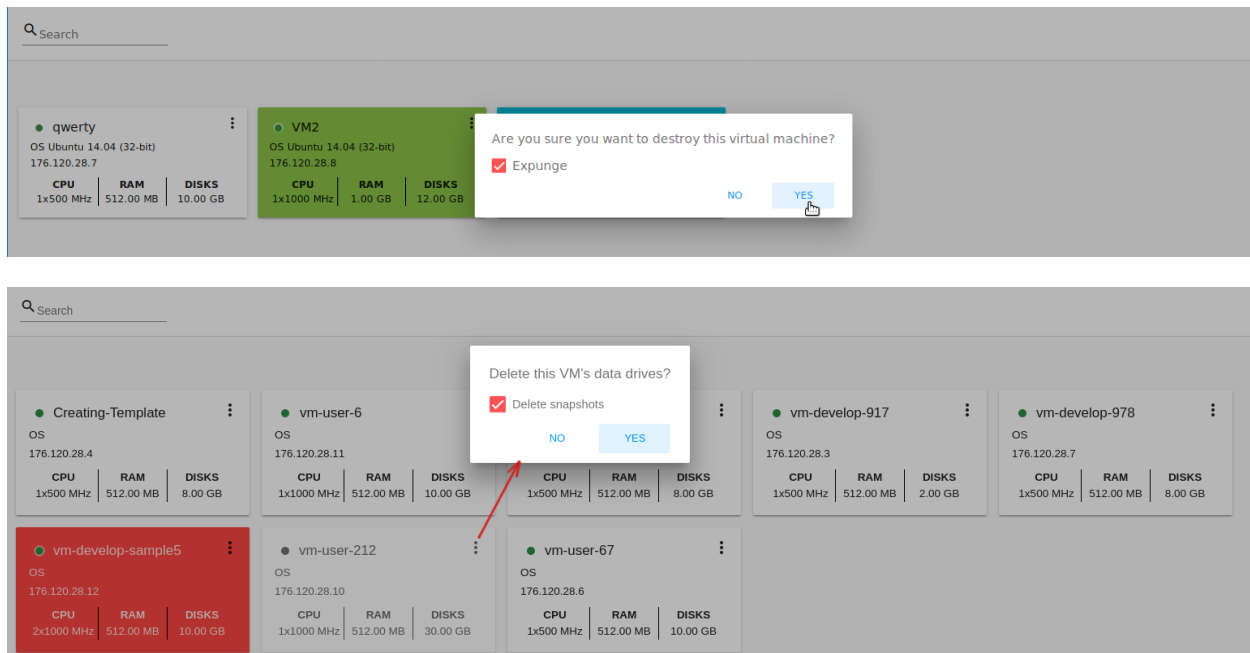 Search
qwerty
OS Ubuntu 14.04 (32-bit)
176.120.28.7
CPU RAM DISKS
1x500 MHz 512.00 MB 10.00 GB
VM2
OS Ubuntu 14.04 (32-bit)
176.120.28.8
CPU RAM DISKS
1x1000 MHz 1.00 GB 12.00 GB
Are you sure you want to destroy this virtual machine?
Expunge
NO YES
Search
Delete this VM's data drives?
Delete snapshots
NO YES
Creating-Template
OS
176.120.28.4
CPU RAM DISKS
1x500 MHz 512.00 MB 8.00 GB
vm-user-6
OS
176.120.28.11
CPU RAM DISKS
1x1000 MHz 512.00 MB 10.00 GB
CPU RAM DISKS
1x500 MHz 512.00 MB 8.00 GB
vm-develop-917
OS
176.120.28.3
CPU RAM DISKS
1x500 MHz 512.00 MB 2.00 GB
vm-develop-978
OS
176.120.28.7
CPU RAM DISKS
1x500 MHz 512.00 MB 8.00 GB
vm-develop-sample5
OS
176.120.28.12
CPU RAM DISKS
2x1000 MHz 512.00 MB 10.00 GB
vm-user-212
OS
176.120.28.10
CPU RAM DISKS
1x1000 MHz 512.00 MB 30.00 GB
vm-user-67
OS
176.120.28.6
CPU RAM DISKS
1x500 MHz 512.00 MB 10.00 GB